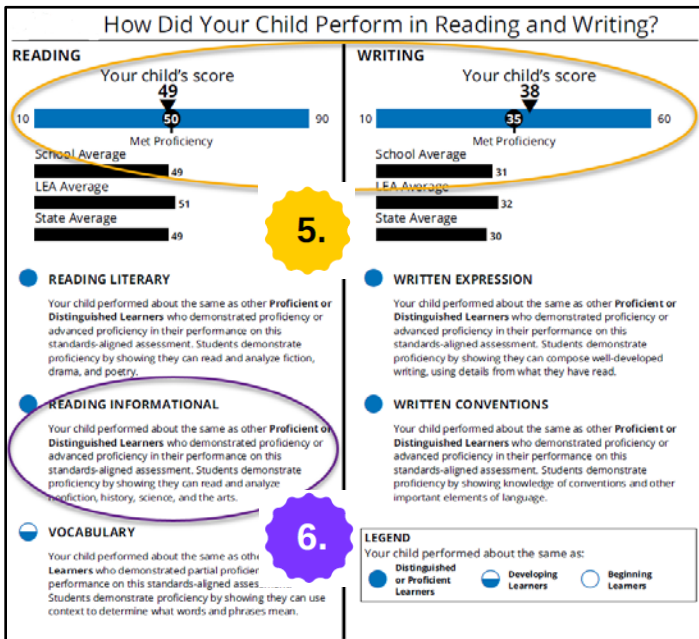 How Did Your Child Perform in Reading and Writing?
READING
Your child's score
49
10
50
90
Met Proficiency
School Average
49
LEA Average
51
State Average
49
READING LITERARY
Your child performed about the same as other Proficient or
Distinguished Learners who demonstrated proficiency or
advanced proficiency in their performance on this
standards-aligned assessment. Students demonstrate
proficiency by showing they can read and analyze fiction,
drama, and poetry.
READING INFORMATIONAL
Your child performed about the same as other Proficient or
Distinguished Learners who demonstrated proficiency or
advanced proficiency in their performance on this
standards-aligned assessment. Students demonstrate
proficiency by showing they can read and analyze
nonfiction, history, science, and the arts.
VOCABULARY
Your child performed about the same as
Learners who demonstrated partial
performance on this standards-aligned
Students demonstrate proficiency by showing they can use
context to determine what words and phrases mean.
WRITING
Your child's score
38
10
35
60
Met Proficiency
School Average
31
LEA Average
32
State Average
30
WRITTEN EXPRESSION
Your child performed about the same as other Proficient or
Distinguished Learners who demonstrated proficiency or
advanced proficiency in their performance on this
standards-aligned assessment. Students demonstrate
proficiency by showing they can compose well-developed
writing, using details from what they have read.
WRITTEN CONVENTIONS
Your child performed about the same as other Proficient or
Distinguished Learners who demonstrated proficiency or
advanced proficiency in their performance on this
standards-aligned assessment. Students demonstrate
proficiency by showing knowledge of conventions and other
important elements of language.
LEGEND
Your child performed about the same as:
Distinguished
or Proficient
Learners
Developing
Learners
Beginning
Learners
5.
6.